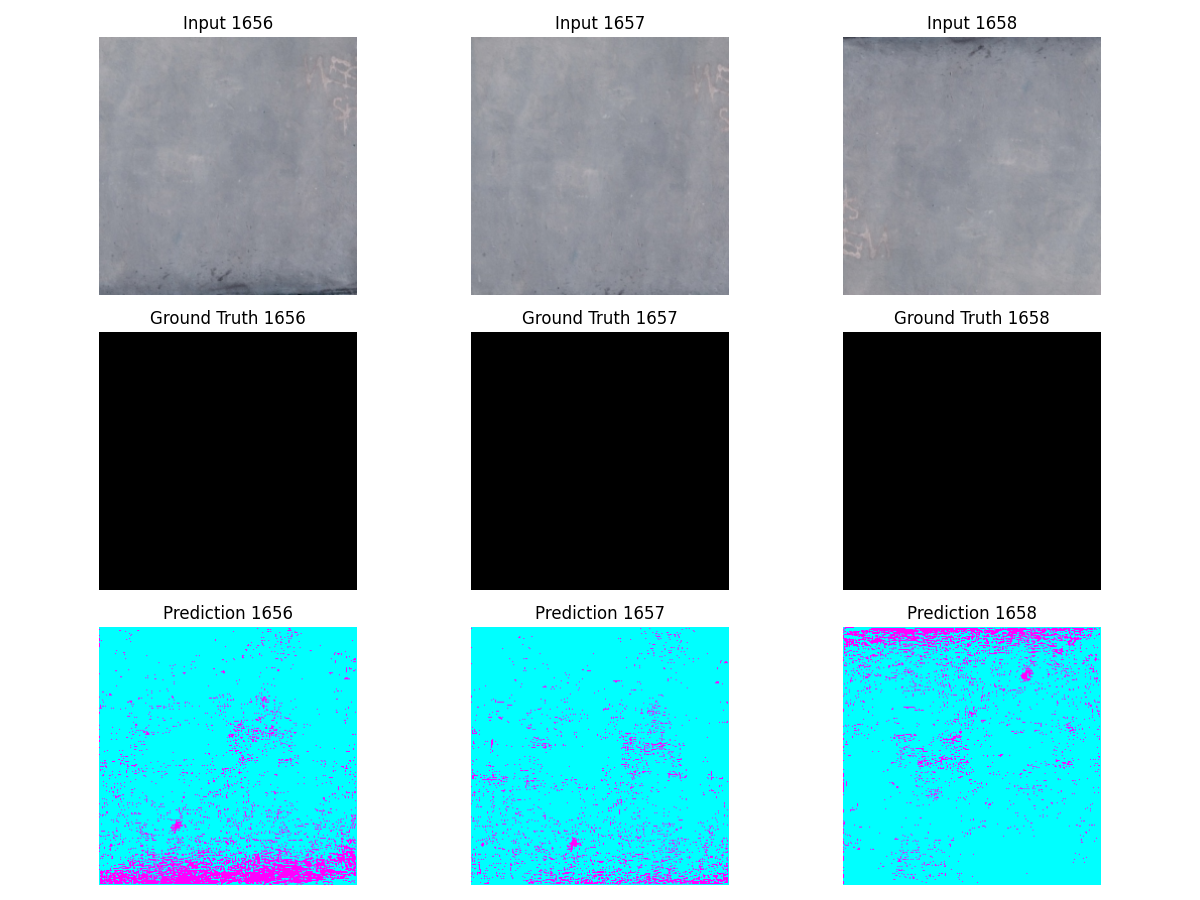 Input 1656
Input 1657
Input 1658
Ground Truth 1656
Ground Truth 1657
Ground Truth 1658
Prediction 1656
Prediction 1657
Prediction 1658